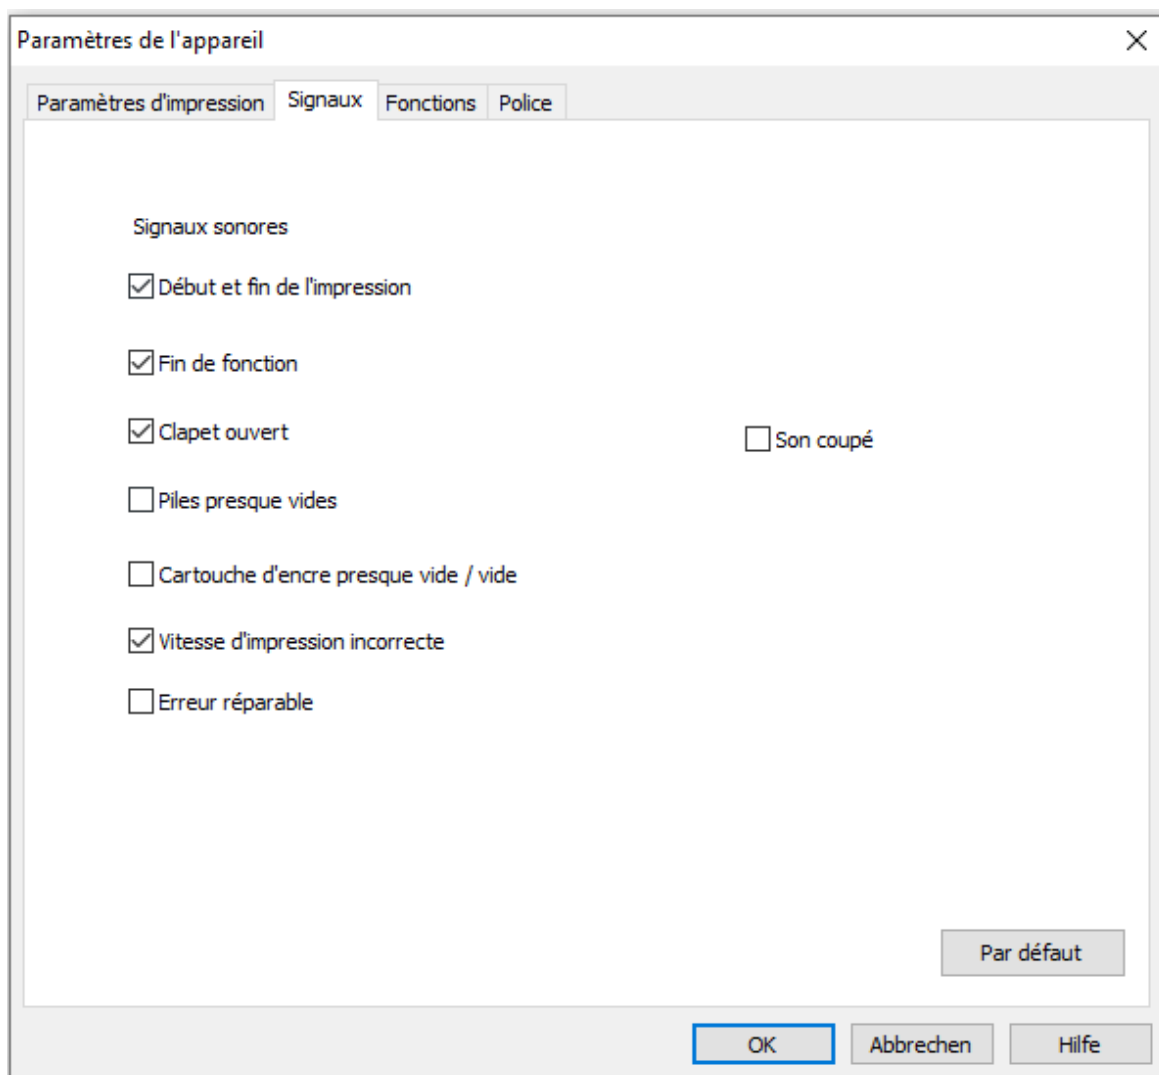 Paramètres de l'appareil
Paramètres d'impression Signaux Fonctions Police
Signaux sonores
Début et fin de l'impression
Fin de fonction
Clapet ouvert
Son coupé
Piles presque vides
Cartouche d'encre presque vide / vide
Vitesse d'impression incorrecte
Erreur réparable
Par défaut
OK Abbrechen Hilfe